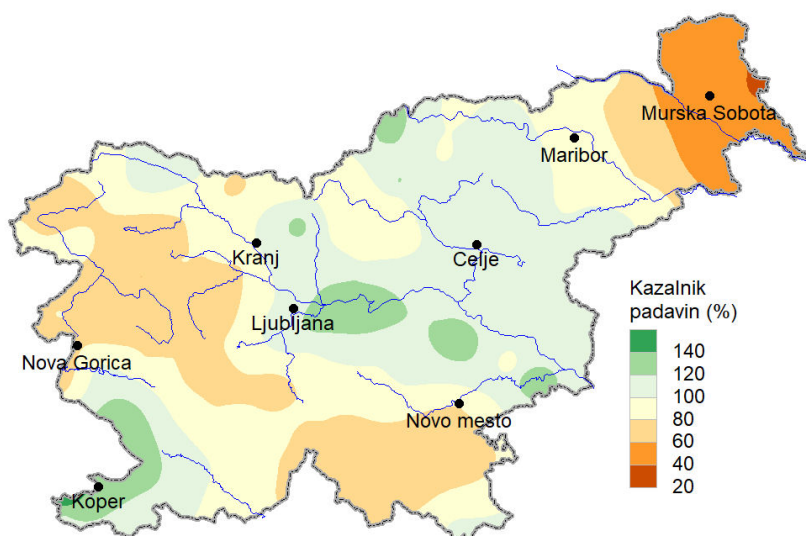 Murska Sobota
Maribor
Kranj
Celje
Ljubljana
Nova Gorica
Novo mesto
Koper
Kazalnik
padavin (%)
140
120
100
80
60
40
20